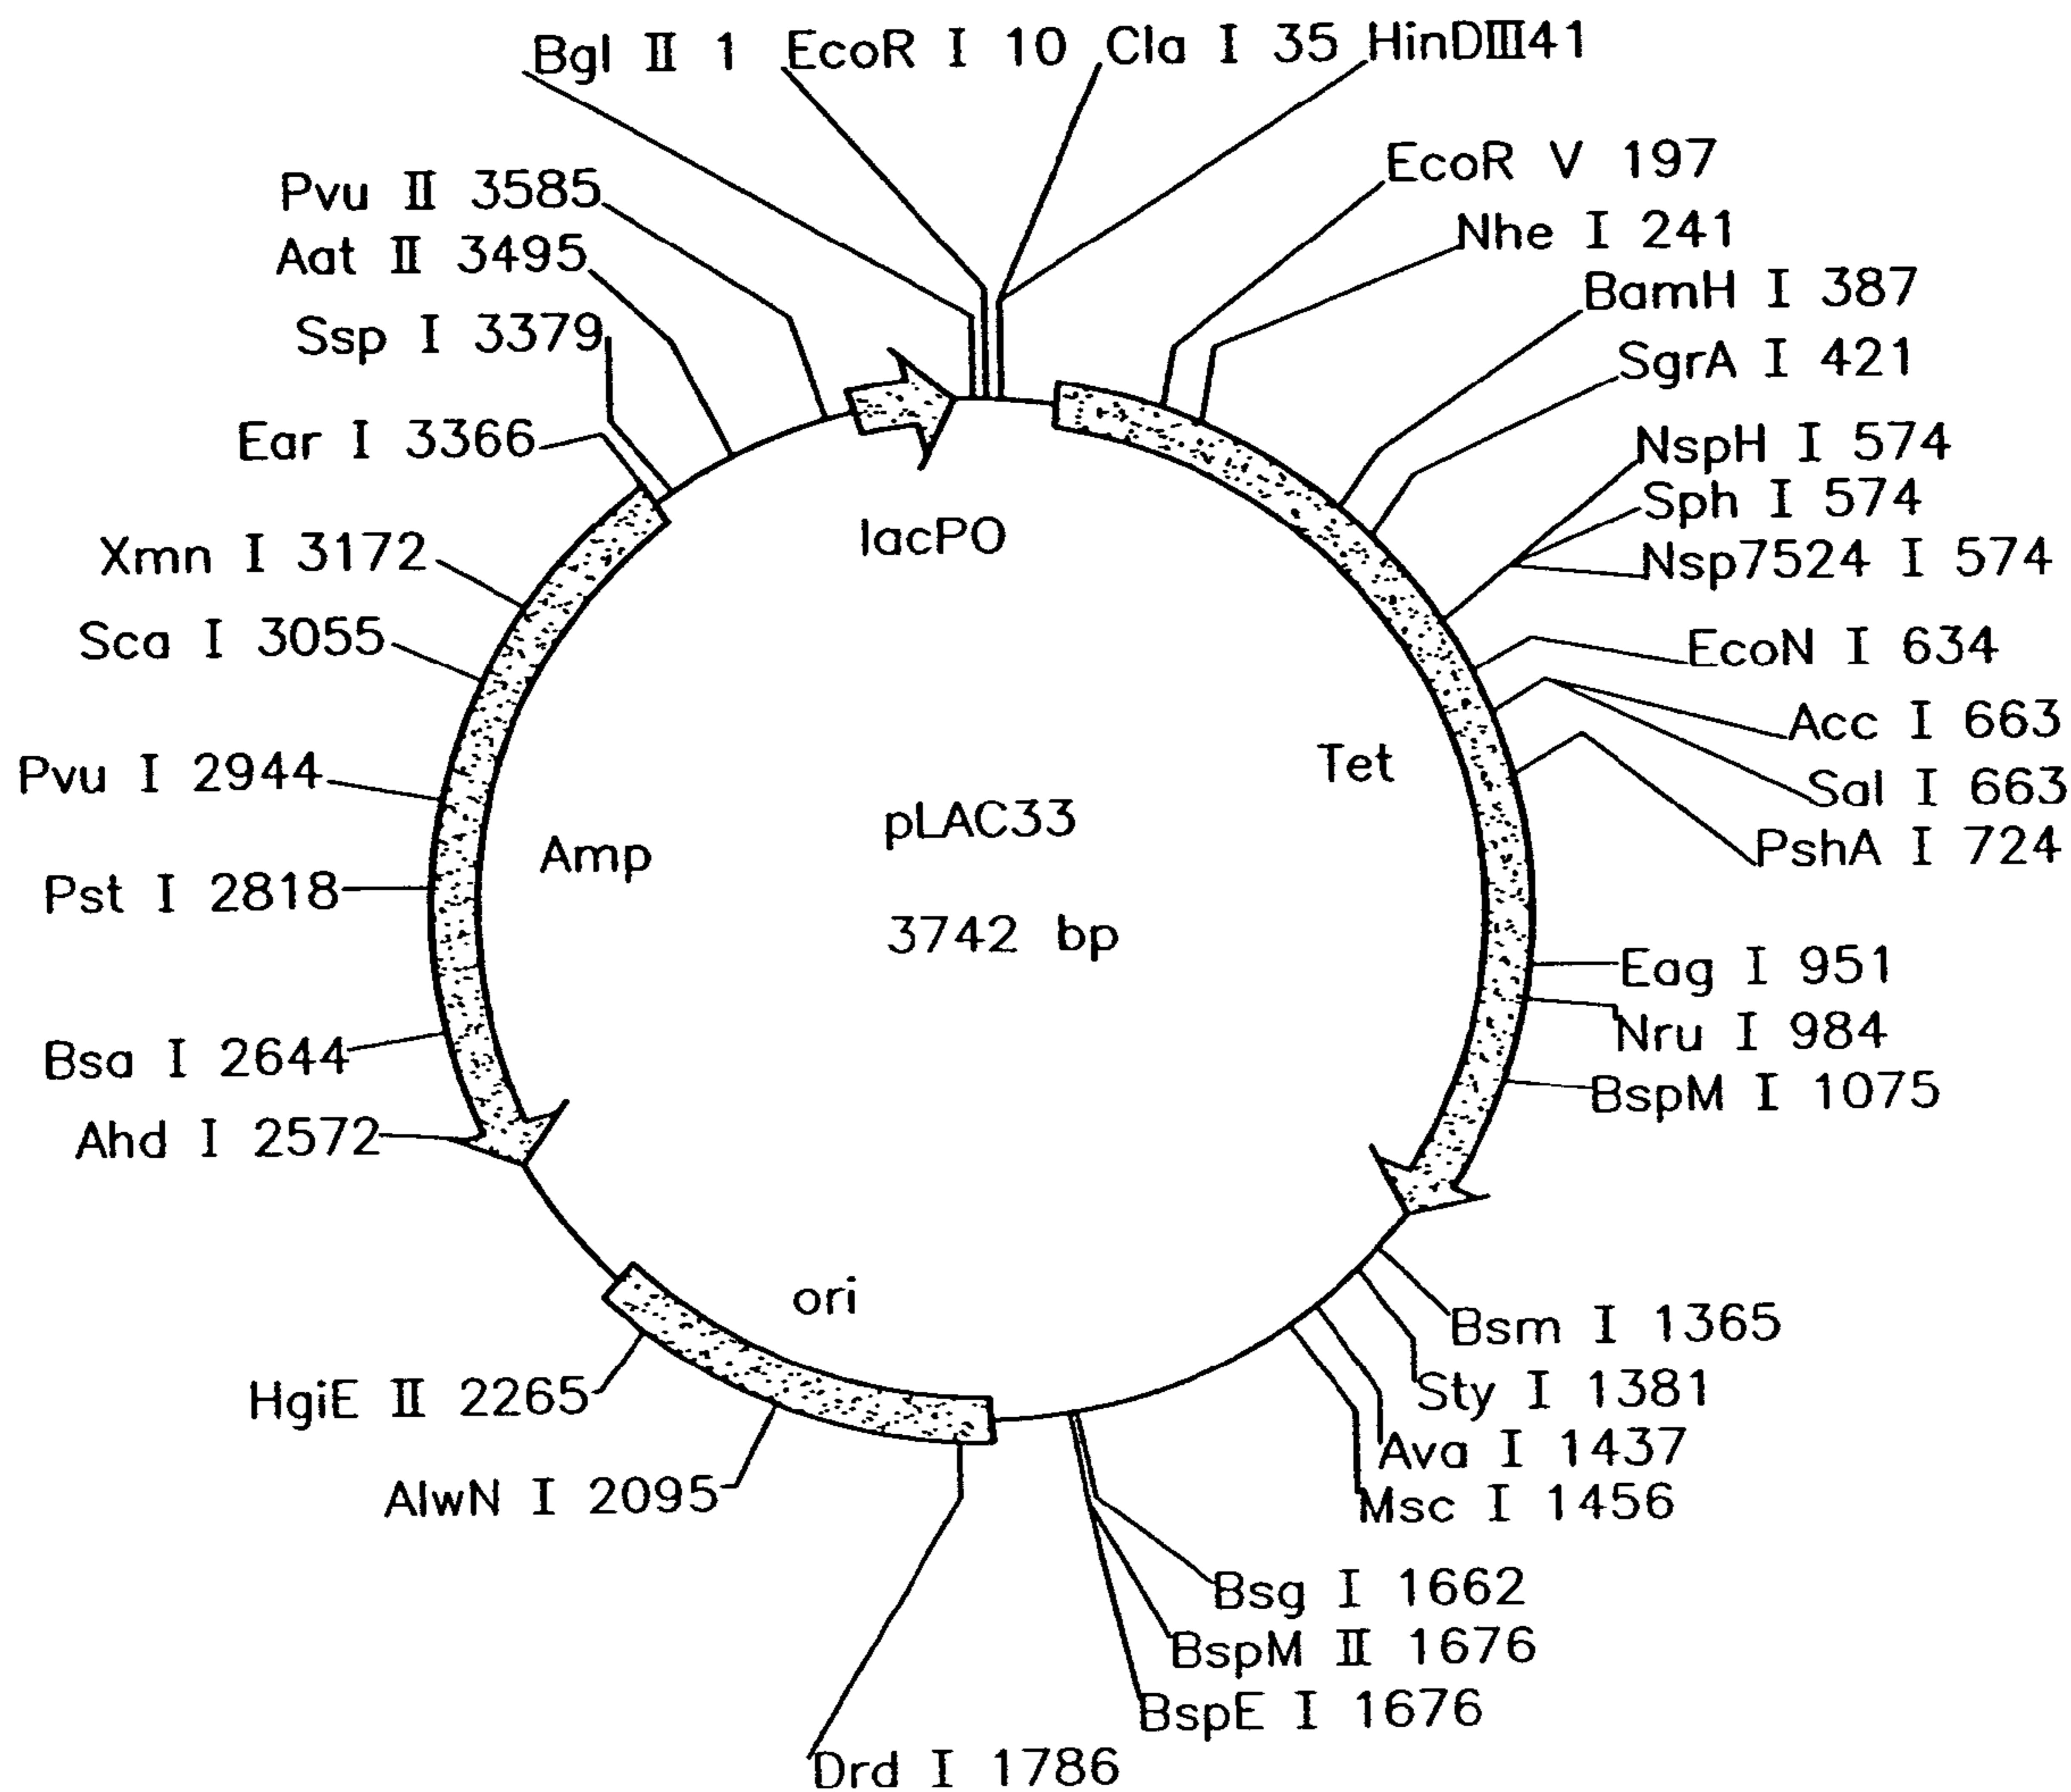 Bgl II 1
EcoR I 10
Cla I 35
HinDIII41
EcoR V 197
Nhe I 241
BamH I 387
SgrA I 421
NspH I 574
Sph I 574
Nsp7524 I 574
EcoN I 634
Acc I 663
Sal I 663
PshA I 724
Eag I 951
Nru I 984
BspM I 1075
Bsm I 1365
Sty I 1381
Ava I 1437
Msc I 1456
Bsg I 1662
BspM II 1676
BspE I 1676
Drd I 1786
AlwN I 2095
HgiE II 2265
Ahd I 2572
Bsa I 2644
Pst I 2818
Pvu I 2944
Sca I 3055
Xmn I 3172
Ear I 3366
Ssp I 3379
Aat II 3495
Pvu II 3585
lacPO
Tet
Amp
ori
pLAC33
3742 bp